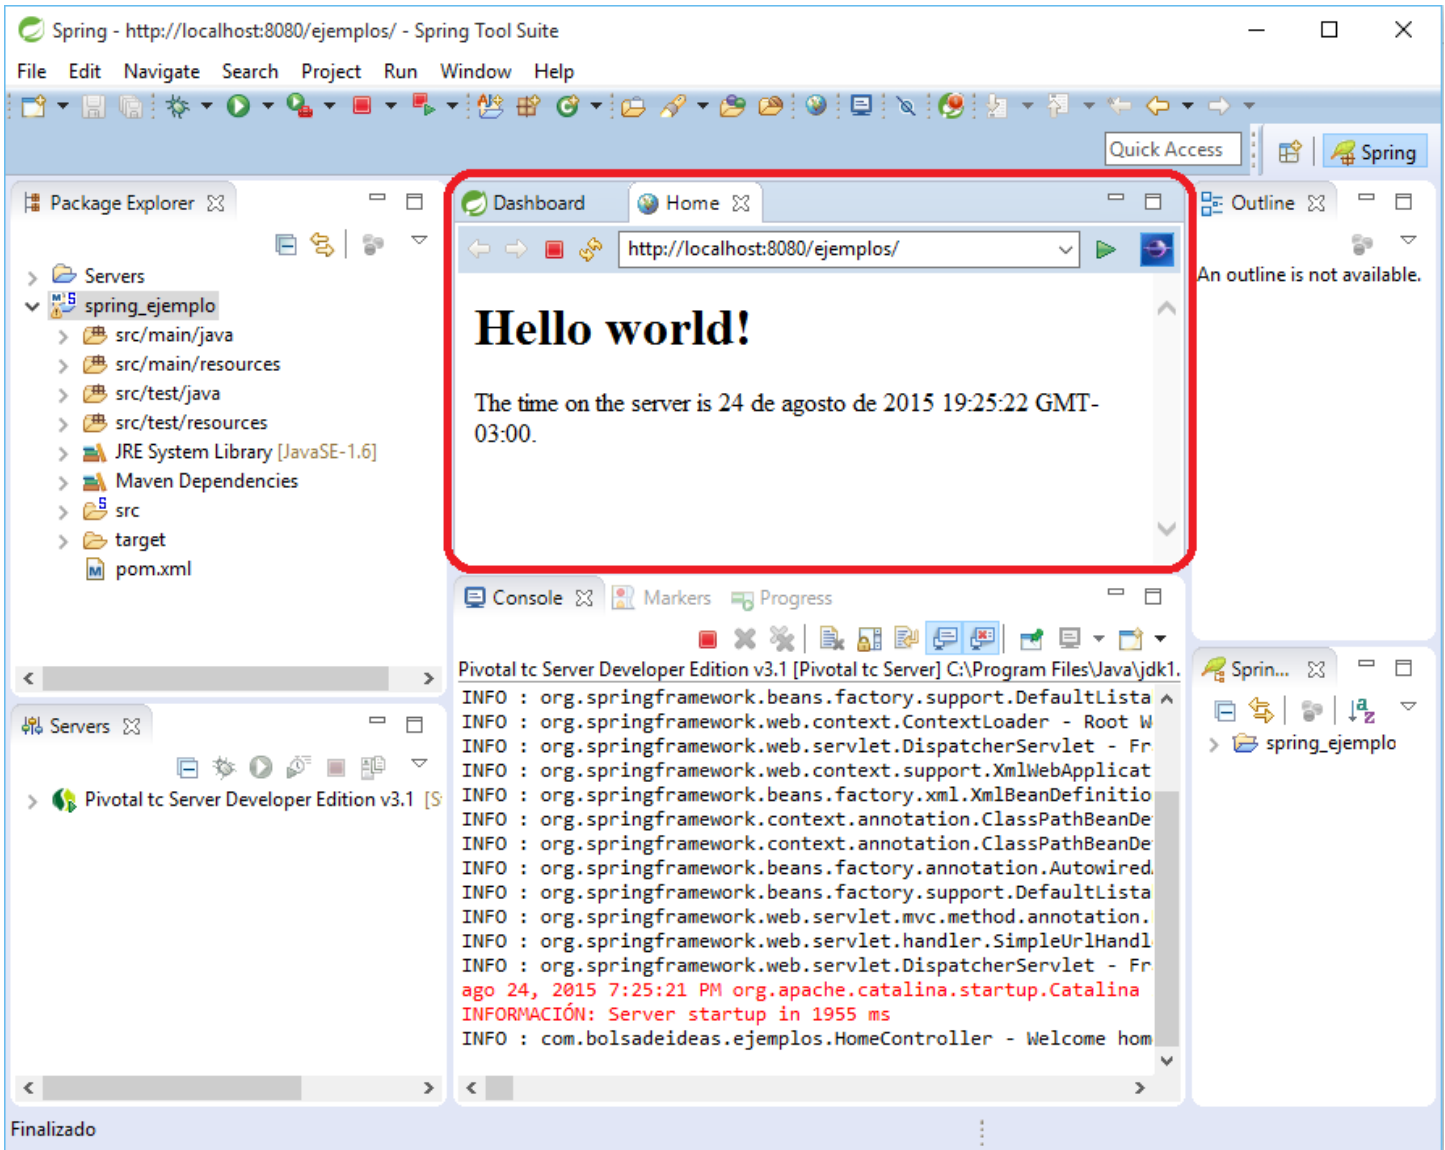 Spring - http://localhost:8080/ejemplos/ - Spring Tool Suite
File Edit Navigate Search Project Run Window Help
Quick Access
Spring
Package Explorer
Servers
spring_ejemplo
src/main/java
src/main/resources
src/test/java
src/test/resources
JRE System Library [JavaSE-1.6]
Maven Dependencies
src
target
pom.xml
Servers
Pivotal tc Server Developer Edition v3.1 [S
Dashboard Home
http://localhost:8080/ejemplos/
Hello world!
The time on the server is 24 de agosto de 2015 19:25:22 GMT-
03:00.
Console Markers Progress
Pivotal tc Server Developer Edition v3.1 [Pivotal tc Server] C:\Program Files\Java\jdk1.
INFO : org.springframework.beans.factory.support.DefaultLista
INFO : org.springframework.web.context.ContextLoader - Root W
INFO : org.springframework.web.servlet.DispatcherServlet - Fr
INFO : org.springframework.web.context.support.XmlWebApplicat
INFO : org.springframework.beans.factory.xml.XmlBeanDefinitio
INFO : org.springframework.context.annotation.ClassPathBeanDe
INFO : org.springframework.context.annotation.ClassPathBeanDe
INFO : org.springframework.beans.factory.annotation.Autowired
INFO : org.springframework.beans.factory.support.DefaultLista
INFO : org.springframework.web.servlet.mvc.method.annotation.
INFO : org.springframework.web.servlet.handler.SimpleUrlHandl
INFO : org.springframework.web.servlet.DispatcherServlet - Fr
ago 24, 2015 7:25:21 PM org.apache.catalina.startup.Catalina
INFORMACIÓN: Server startup in 1955 ms
INFO : com.bolsadeideas.ejemplos.HomeController - Welcome hom
Outline
An outline is not available.
Sprin...
spring_ejemplo
Finalizado